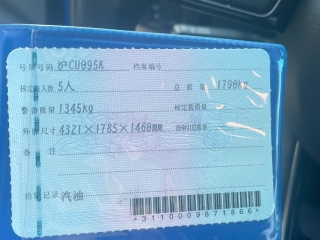 号牌号码 沪CU995K 档案编号
核定载人数 5人 总质量 1790kg
整备质量 1345kg 核定载质量
外廓尺寸 4321×1785×1460mm 准牵引总质量
备注
检验记录 汽油
*3110009871566*